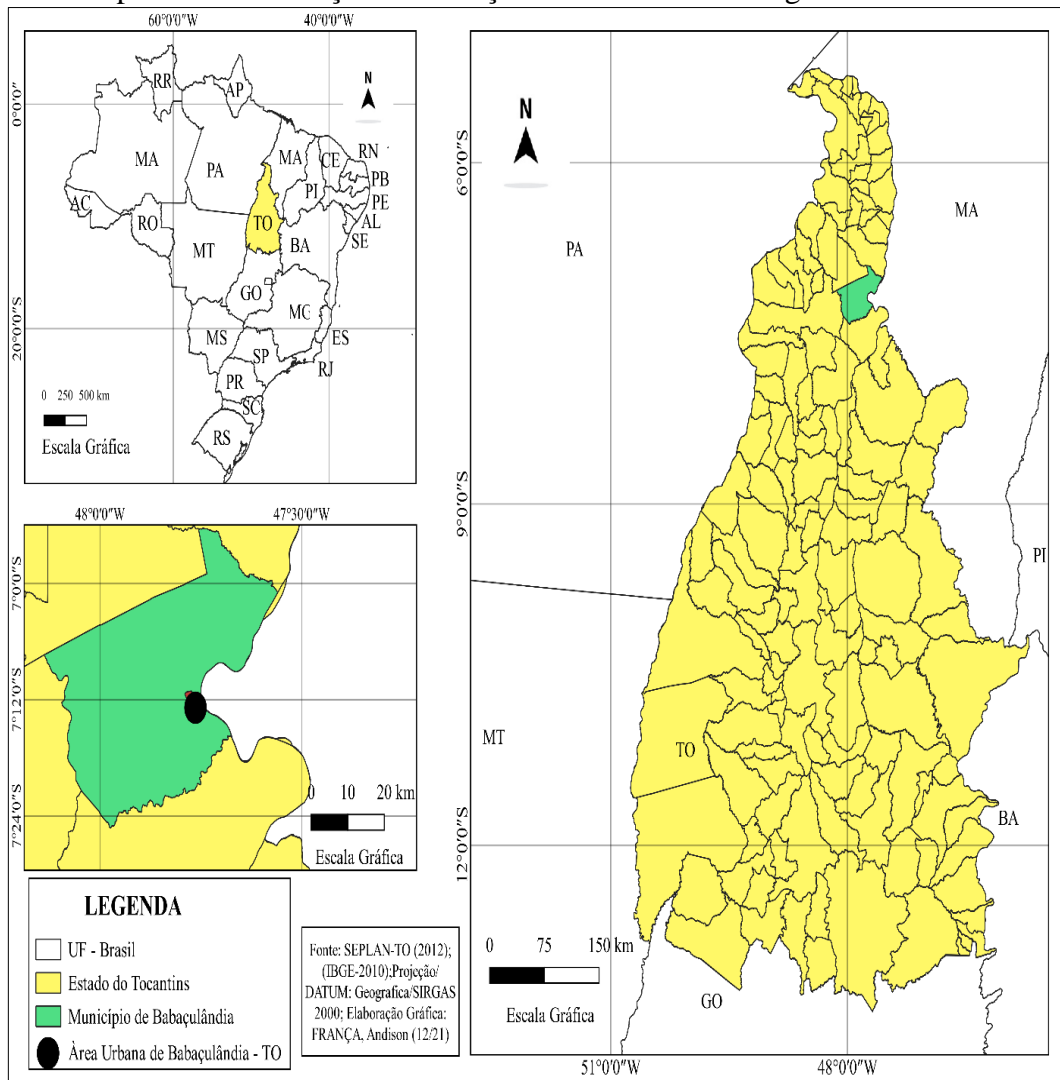 60°0'0"W 40°0'0"W
0°0'0"
20°0'0"S
N
RR
AP
MA
PA
MA
CE
RN
PB
PI
PE
AC
AL
TO
RO
SE
BA
MT
GO
MG
MS
ES
SP
RJ
PR
SC
RS
0 250 500 km
Escala Gráfica
48°0'0"W 47°30'0"W
7°0'0"S
7°12'0"S
7°24'0"S
0 10 20 km
Escala Gráfica
LEGENDA
UF - Brasil
Estado do Tocantins
Município de Babaçulândia
Àrea Urbana de Babaçulândia - TO
Fonte: SEPLAN-TO (2012);
(IBGE-2010);Projeção/
DATUM: Geografica/SIRGAS
2000; Elaboração Gráfica:
FRANÇA, Andison (12/21)
N
6°0'0"S
9°0'0"S
12°0'0"S
MA
PA
PI
MT
TO
BA
GO
0 75 150 km
Escala Gráfica
51°0'0"W 48°0'0"W